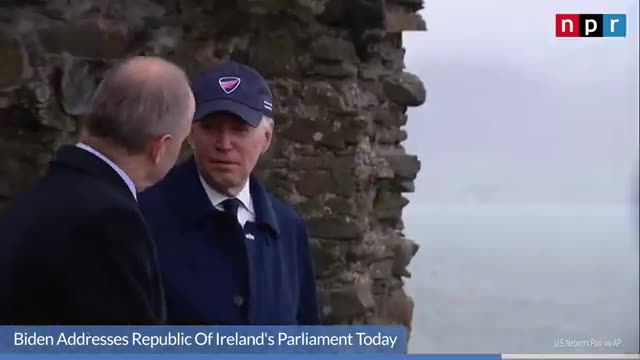 npr
Biden Addresses Republic Of Ireland's Parliament Today
U.S. Network Pool via AP